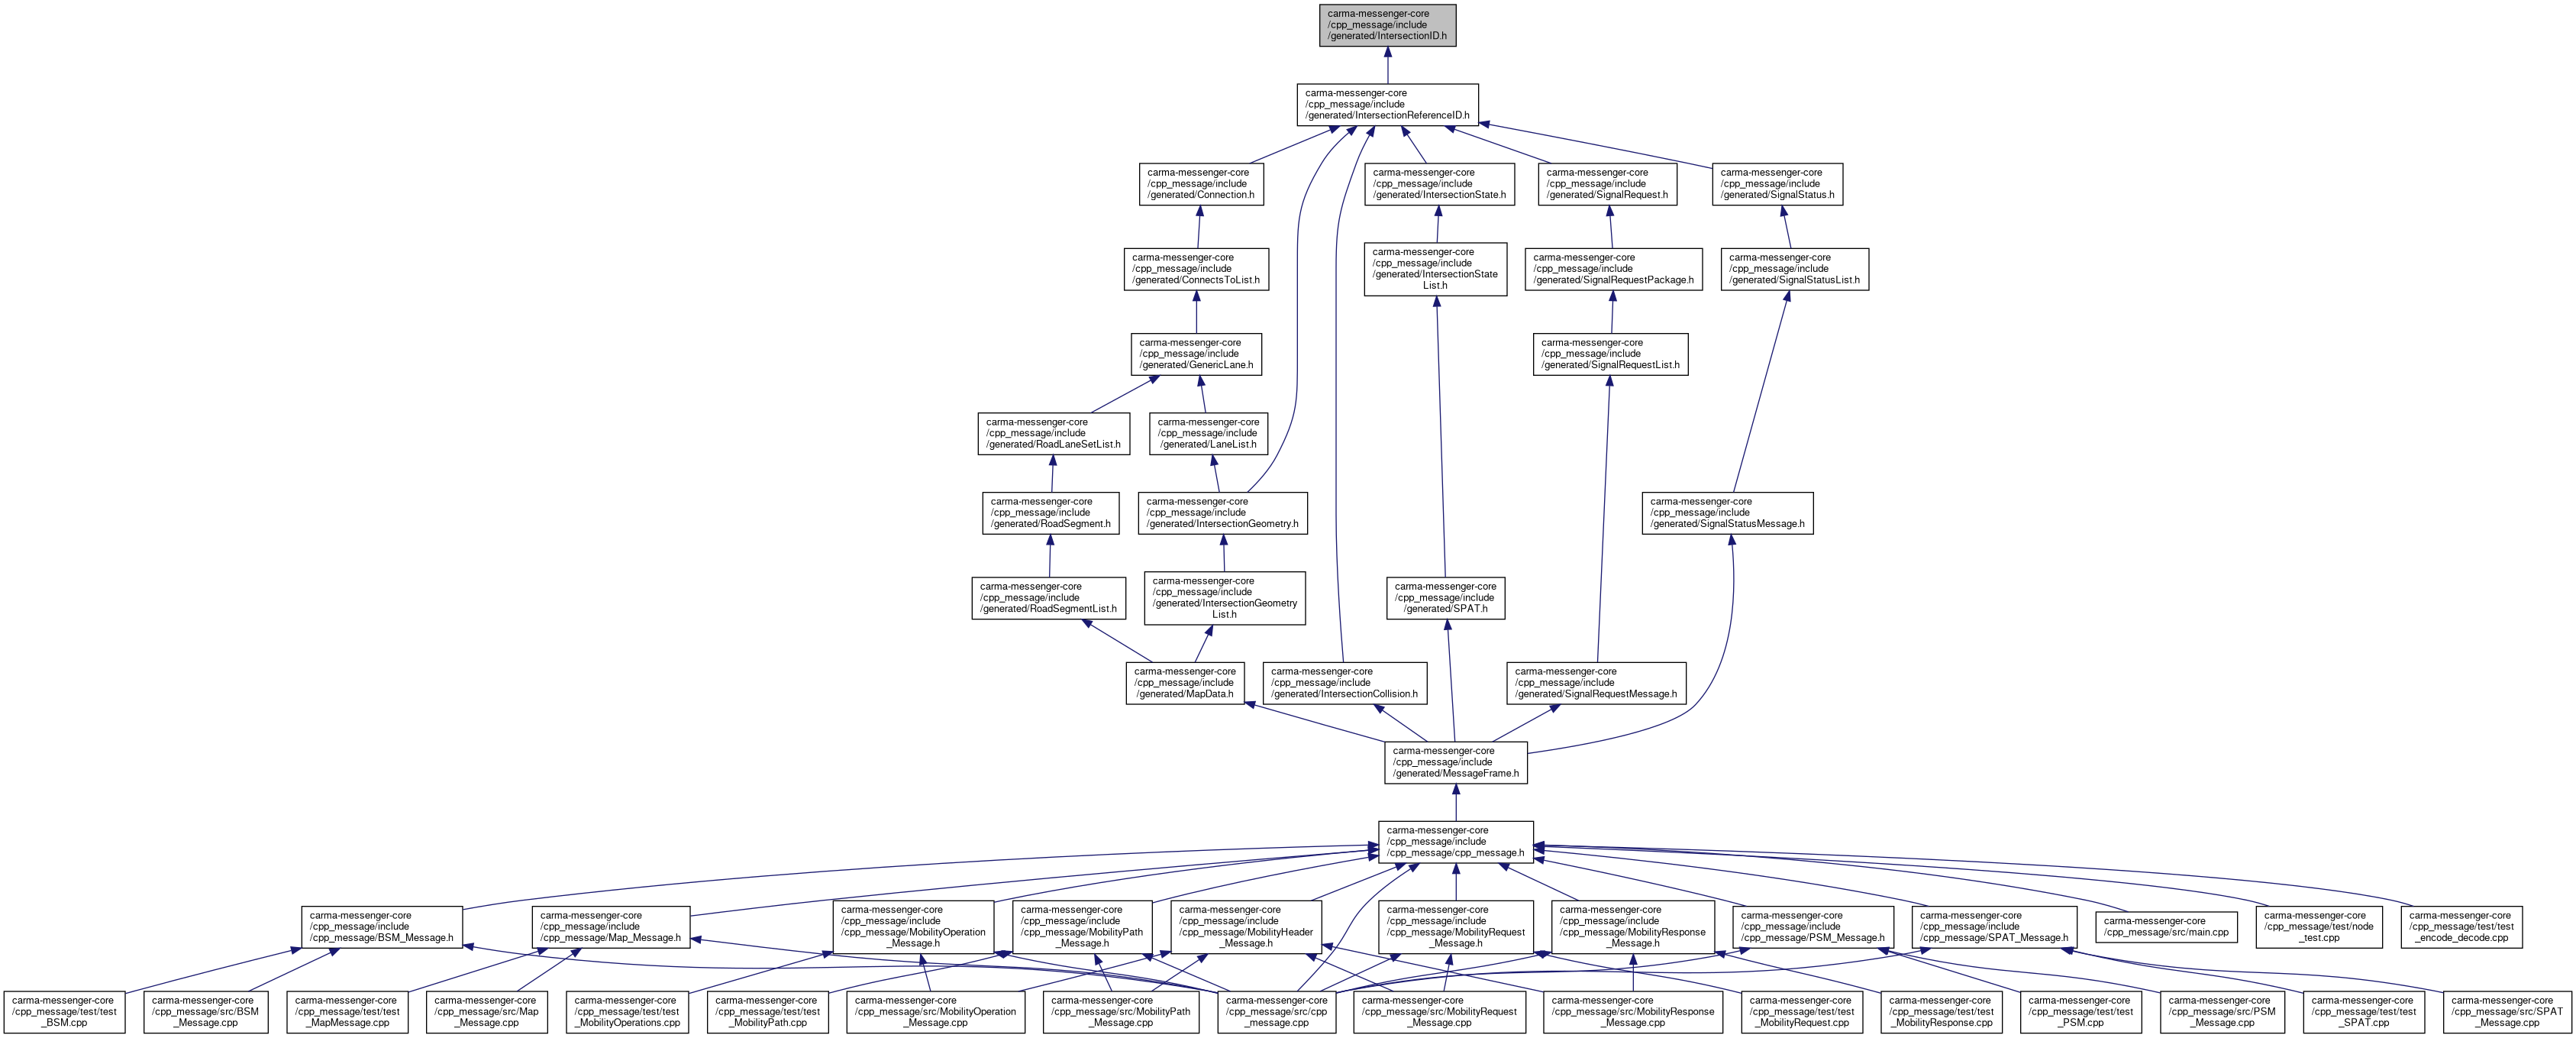 carma-messenger-core
/cpp_message/include
/generated/IntersectionID.h
carma-messenger-core
/cpp_message/include
/generated/IntersectionReferenceID.h
carma-messenger-core
/cpp_message/include
/generated/Connection.h
carma-messenger-core
/cpp_message/include
/generated/IntersectionState.h
carma-messenger-core
/cpp_message/include
/generated/SignalRequest.h
carma-messenger-core
/cpp_message/include
/generated/SignalStatus.h
carma-messenger-core
/cpp_message/include
/generated/ConnectsToList.h
carma-messenger-core
/cpp_message/include
/generated/IntersectionState
List.h
carma-messenger-core
/cpp_message/include
/generated/SignalRequestPackage.h
carma-messenger-core
/cpp_message/include
/generated/SignalStatusList.h
carma-messenger-core
/cpp_message/include
/generated/GenericLane.h
carma-messenger-core
/cpp_message/include
/generated/SignalRequestList.h
carma-messenger-core
/cpp_message/include
/generated/RoadLaneSetList.h
carma-messenger-core
/cpp_message/include
/generated/LaneList.h
carma-messenger-core
/cpp_message/include
/generated/RoadSegment.h
carma-messenger-core
/cpp_message/include
/generated/IntersectionGeometry.h
carma-messenger-core
/cpp_message/include
/generated/SignalStatusMessage.h
carma-messenger-core
/cpp_message/include
/generated/RoadSegmentList.h
carma-messenger-core
/cpp_message/include
/generated/IntersectionGeometry
List.h
carma-messenger-core
/cpp_message/include
/generated/SPAT.h
carma-messenger-core
/cpp_message/include
/generated/MapData.h
carma-messenger-core
/cpp_message/include
/generated/IntersectionCollision.h
carma-messenger-core
/cpp_message/include
/generated/SignalRequestMessage.h
carma-messenger-core
/cpp_message/include
/generated/MessageFrame.h
carma-messenger-core
/cpp_message/include
/cpp_message/cpp_message.h
carma-messenger-core
/cpp_message/include
/cpp_message/BSM_Message.h
carma-messenger-core
/cpp_message/include
/cpp_message/Map_Message.h
carma-messenger-core
/cpp_message/include
/cpp_message/MobilityOperation
_Message.h
carma-messenger-core
/cpp_message/include
/cpp_message/MobilityPath
_Message.h
carma-messenger-core
/cpp_message/include
/cpp_message/MobilityHeader
_Message.h
carma-messenger-core
/cpp_message/include
/cpp_message/MobilityRequest
_Message.h
carma-messenger-core
/cpp_message/include
/cpp_message/MobilityResponse
_Message.h
carma-messenger-core
/cpp_message/include
/cpp_message/PSM_Message.h
carma-messenger-core
/cpp_message/include
/cpp_message/SPAT_Message.h
carma-messenger-core
/cpp_message/src/main.cpp
carma-messenger-core
/cpp_message/test/node
_test.cpp
carma-messenger-core
/cpp_message/test/test
_encode_decode.cpp
carma-messenger-core
/cpp_message/test/test
_BSM.cpp
carma-messenger-core
/cpp_message/src/BSM
_Message.cpp
carma-messenger-core
/cpp_message/test/test
_MapMessage.cpp
carma-messenger-core
/cpp_message/src/Map
_Message.cpp
carma-messenger-core
/cpp_message/test/test
_MobilityOperations.cpp
carma-messenger-core
/cpp_message/test/test
_MobilityPath.cpp
carma-messenger-core
/cpp_message/src/MobilityOperation
_Message.cpp
carma-messenger-core
/cpp_message/src/MobilityPath
_Message.cpp
carma-messenger-core
/cpp_message/src/cpp
_message.cpp
carma-messenger-core
/cpp_message/src/MobilityRequest
_Message.cpp
carma-messenger-core
/cpp_message/src/MobilityResponse
_Message.cpp
carma-messenger-core
/cpp_message/test/test
_MobilityRequest.cpp
carma-messenger-core
/cpp_message/test/test
_MobilityResponse.cpp
carma-messenger-core
/cpp_message/test/test
_PSM.cpp
carma-messenger-core
/cpp_message/src/PSM
_Message.cpp
carma-messenger-core
/cpp_message/test/test
_SPAT.cpp
carma-messenger-core
/cpp_message/src/SPAT
_Message.cpp